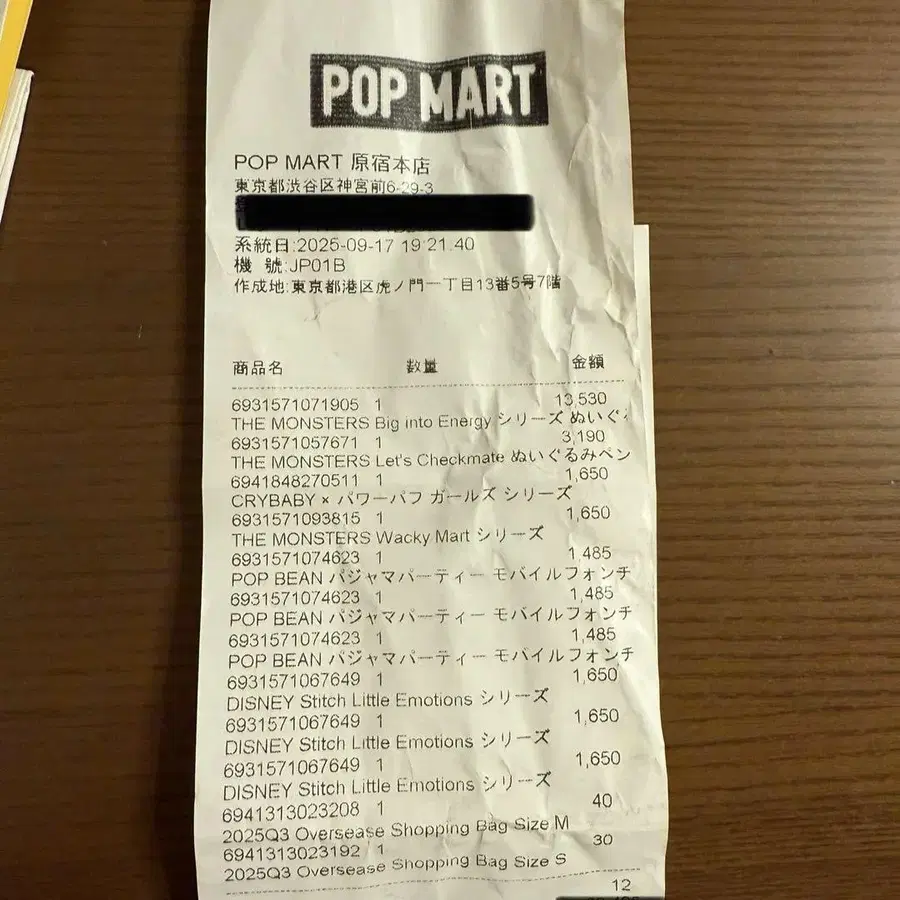 POP MART
POP MART 原宿本店
東京都渋谷区神宮前6-29-3
系統日:2025-09-17 19:21:40
機 號:JP01B
作成地:東京都港区虎ノ門一丁目13番5号7階
商品名 数量 金額
6931571071905 1 13,530
THE MONSTERS Big into Energy シリーズ ぬいぐ
6931571057671 1 3,190
THE MONSTERS Let's Checkmate ぬいぐるみペン
6941848270511 1 1,650
CRYBABY × パワーパフ ガールズ シリーズ
6931571093815 1 1,650
THE MONSTERS Wacky Mart シリーズ
6931571074623 1 1,485
POP BEAN パジャマパーティー モバイルフォンチ
6931571074623 1 1,485
POP BEAN パジャマパーティー モバイルフォンチ
6931571074623 1 1,485
POP BEAN パジャマパーティー モバイルフォンチ
6931571067649 1 1,650
DISNEY Stitch Little Emotions シリーズ
6931571067649 1 1,650
DISNEY Stitch Little Emotions シリーズ
6931571067649 1 1,650
DISNEY Stitch Little Emotions シリーズ
6941313023208 1 40
2025Q3 Oversease Shopping Bag Size M
6941313023192 1 30
2025Q3 Oversease Shopping Bag Size S
12